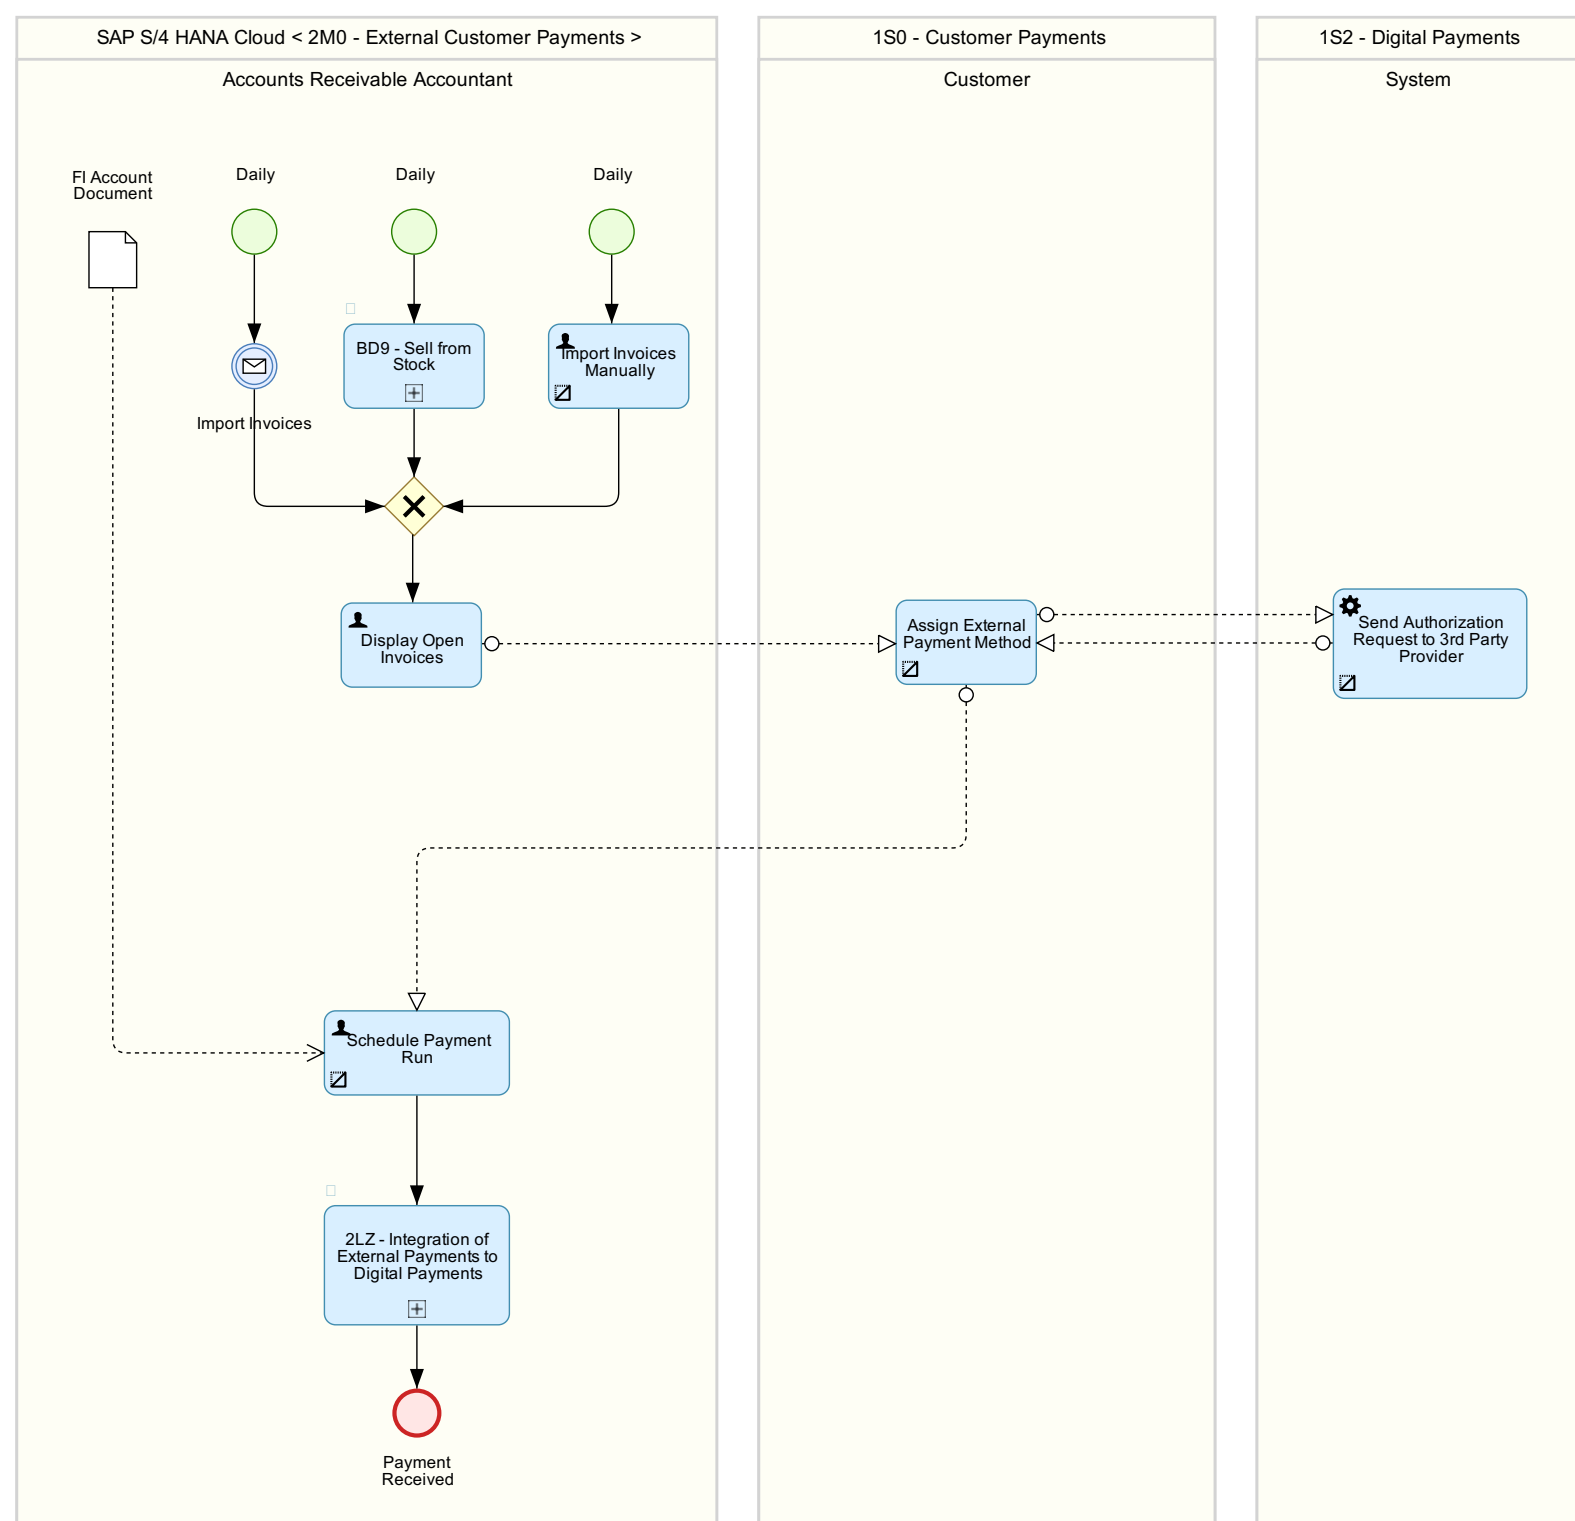 SAP S/4 HANA Cloud < 2M0 - External Customer Payments >
1S0 - Customer Payments
1S2 - Digital Payments
Accounts Receivable Accountant
Customer
System
FI Account
Document
Daily
Daily
Daily
BD9 - Sell from
Stock
Import Invoices
Manually
Import Invoices
Display Open
Invoices
Assign External
Payment Method
Send Authorization
Request to 3rd Party
Provider
Schedule Payment
Run
2LZ - Integration of
External Payments to
Digital Payments
Payment
Received